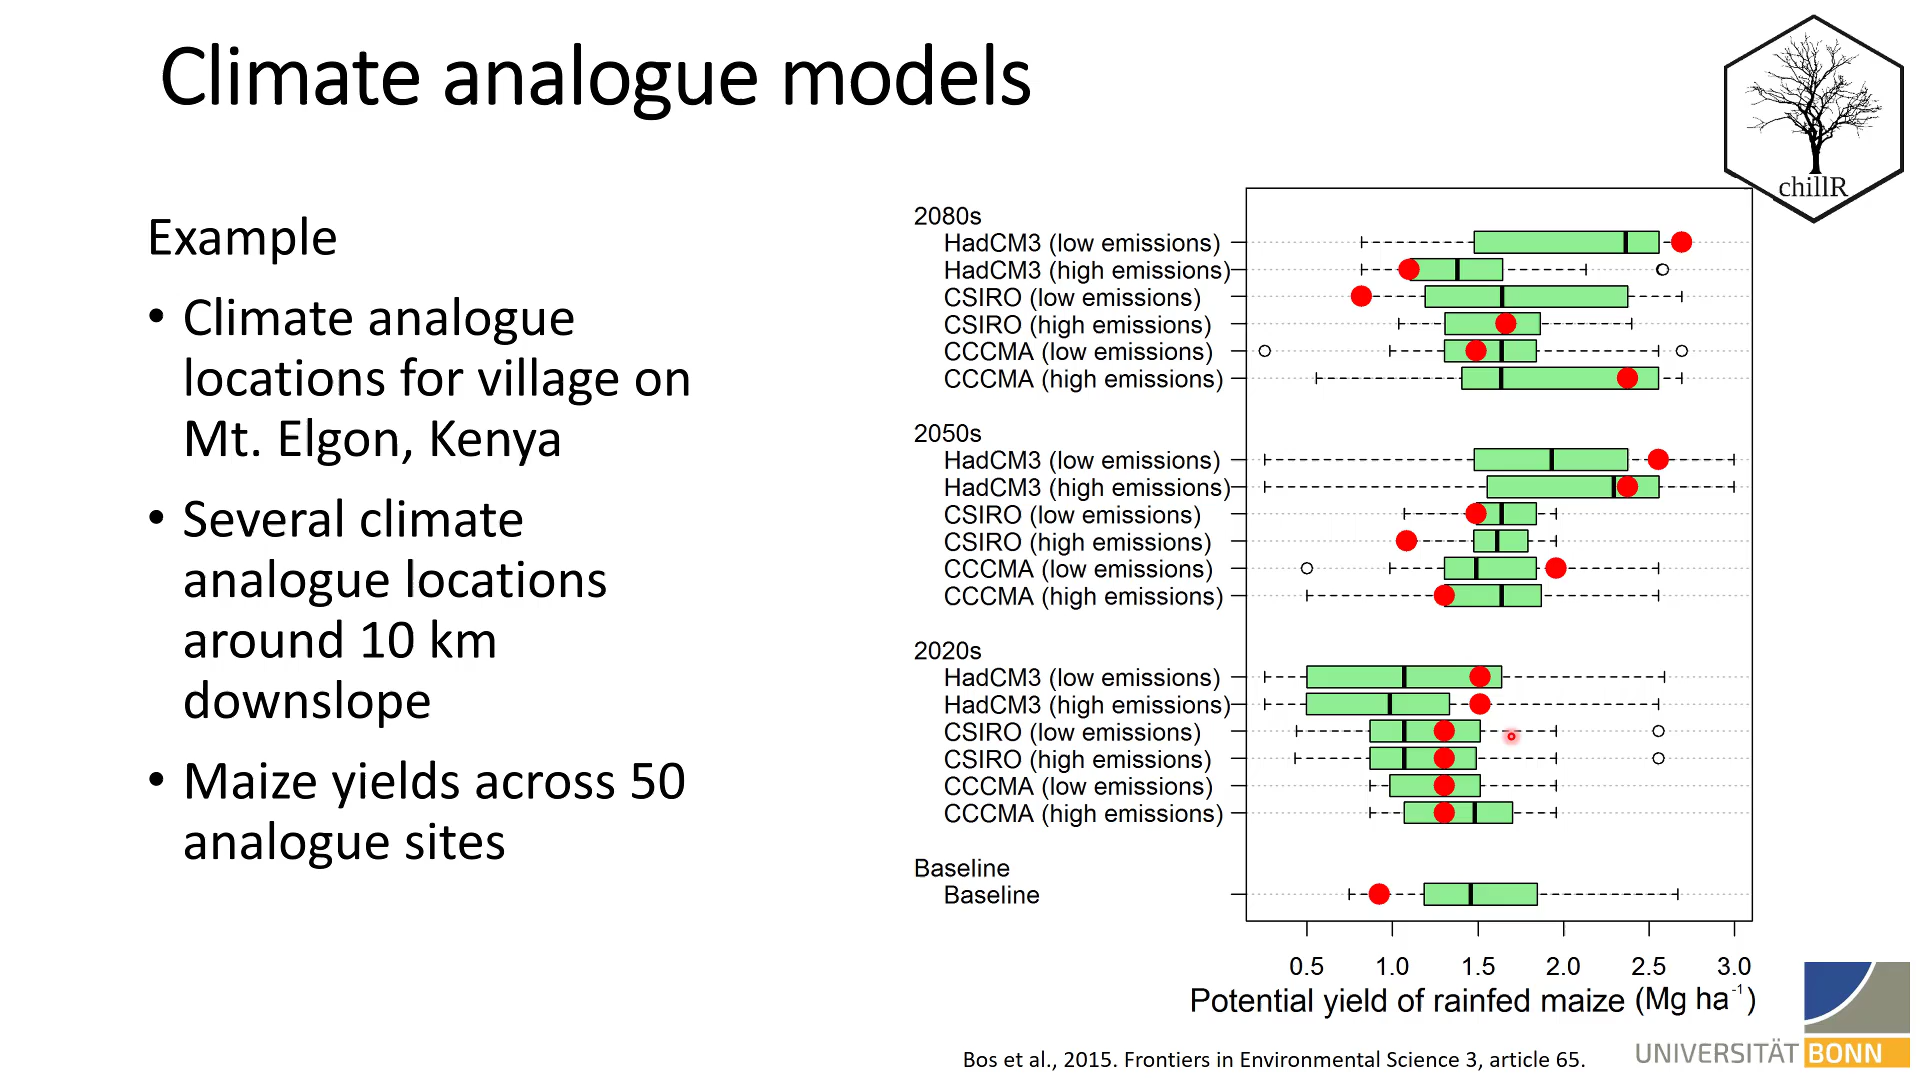 Climate analogue models
chillR
Example
• Climate analogue
locations for village on
Mt. Elgon, Kenya
• Several climate
analogue locations
around 10 km
downslope
• Maize yields across 50
analogue sites
2080s
HadCM3 (low emissions)
HadCM3 (high emissions)
CSIRO (low emissions)
CSIRO (high emissions)
CCCMA (low emissions)
CCCMA (high emissions)
2050s
HadCM3 (low emissions)
HadCM3 (high emissions)
CSIRO (low emissions)
CSIRO (high emissions)
CCCMA (low emissions)
CCCMA (high emissions)
2020s
HadCM3 (low emissions)
HadCM3 (high emissions)
CSIRO (low emissions)
CSIRO (high emissions)
CCCMA (low emissions)
CCCMA (high emissions)
Baseline
Baseline
0.5 1.0 1.5 2.0 2.5 3.0
Potential yield of rainfed maize (Mg ha⁻¹)
Bos et al., 2015. Frontiers in Environmental Science 3, article 65.
UNIVERSITÄT BONN